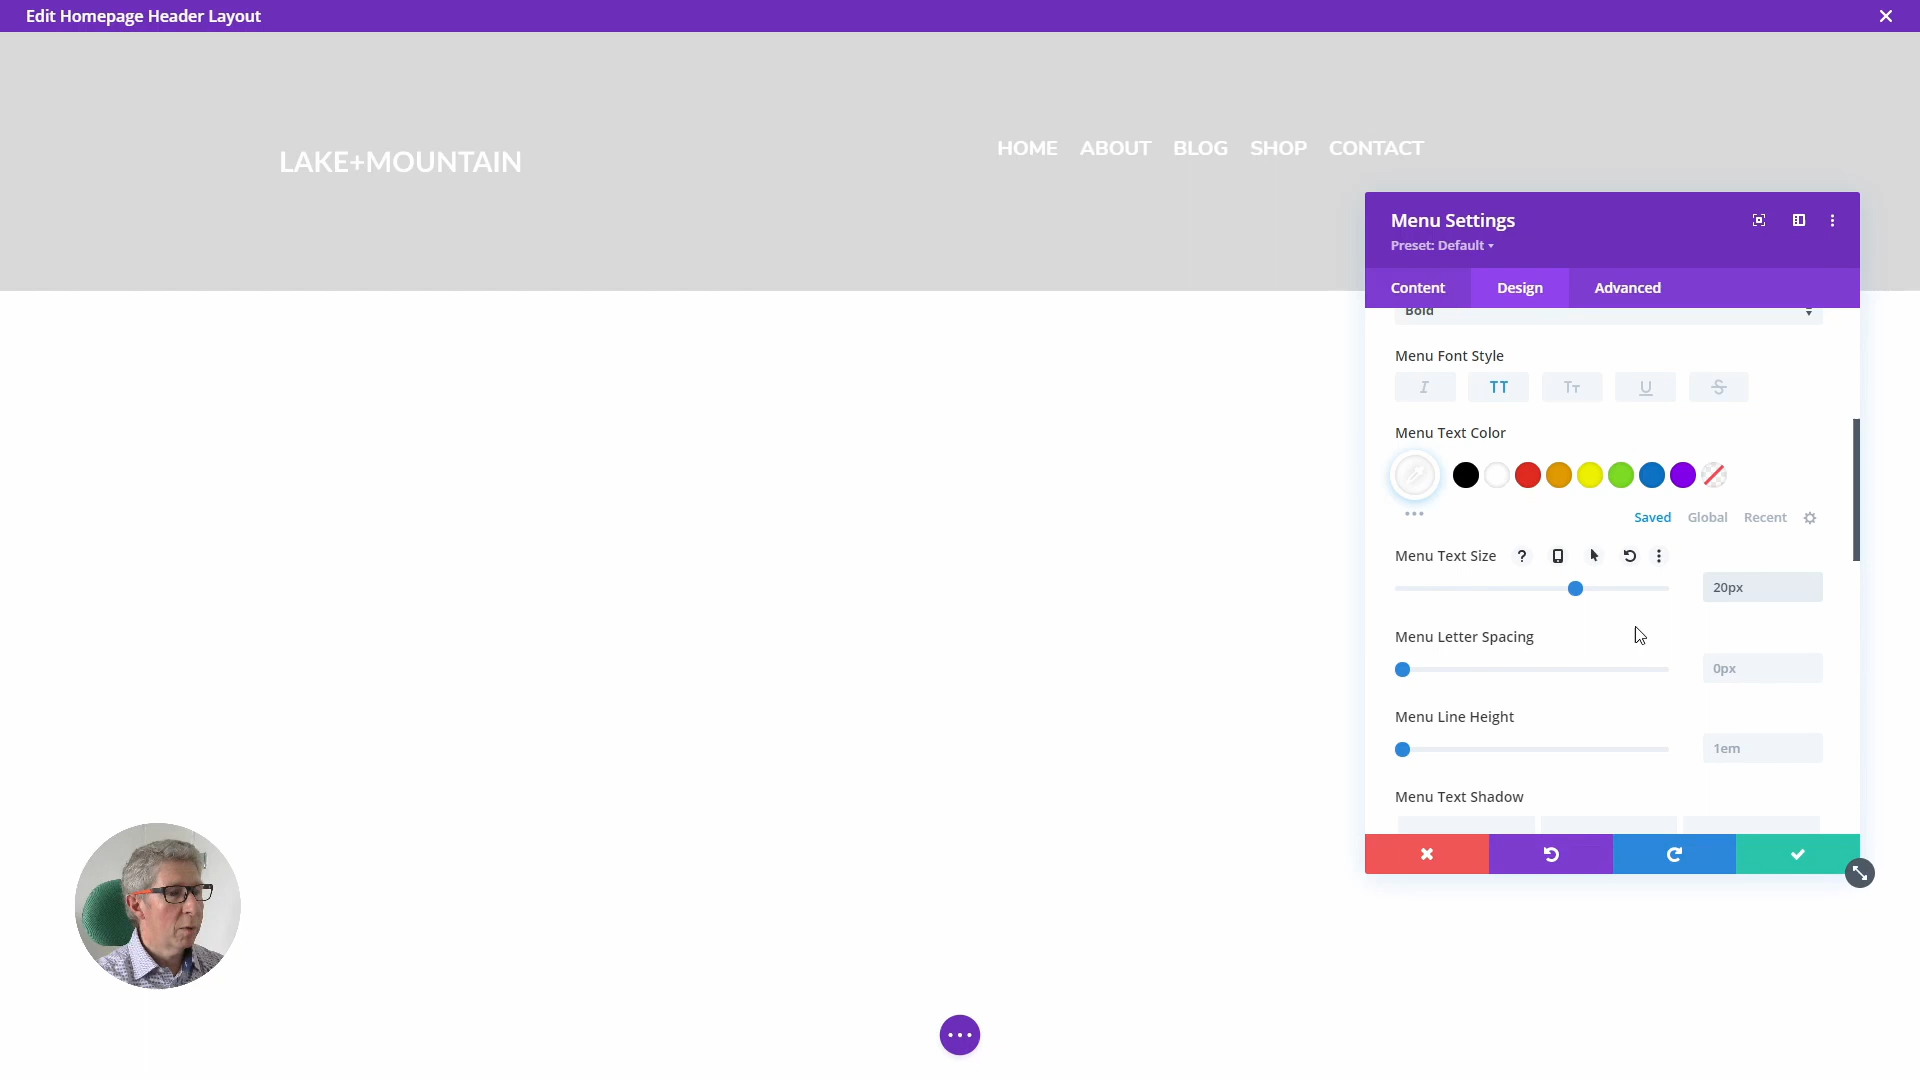 Edit Homepage Header Layout
LAKE+MOUNTAIN
HOME ABOUT BLOG SHOP CONTACT
Menu Settings
Preset: Default
Content Design Advanced
Bold
Menu Font Style
I TT Tт U S
Menu Text Color
Saved Global Recent
Menu Text Size ?
20px
Menu Letter Spacing
0px
Menu Line Height
1em
Menu Text Shadow